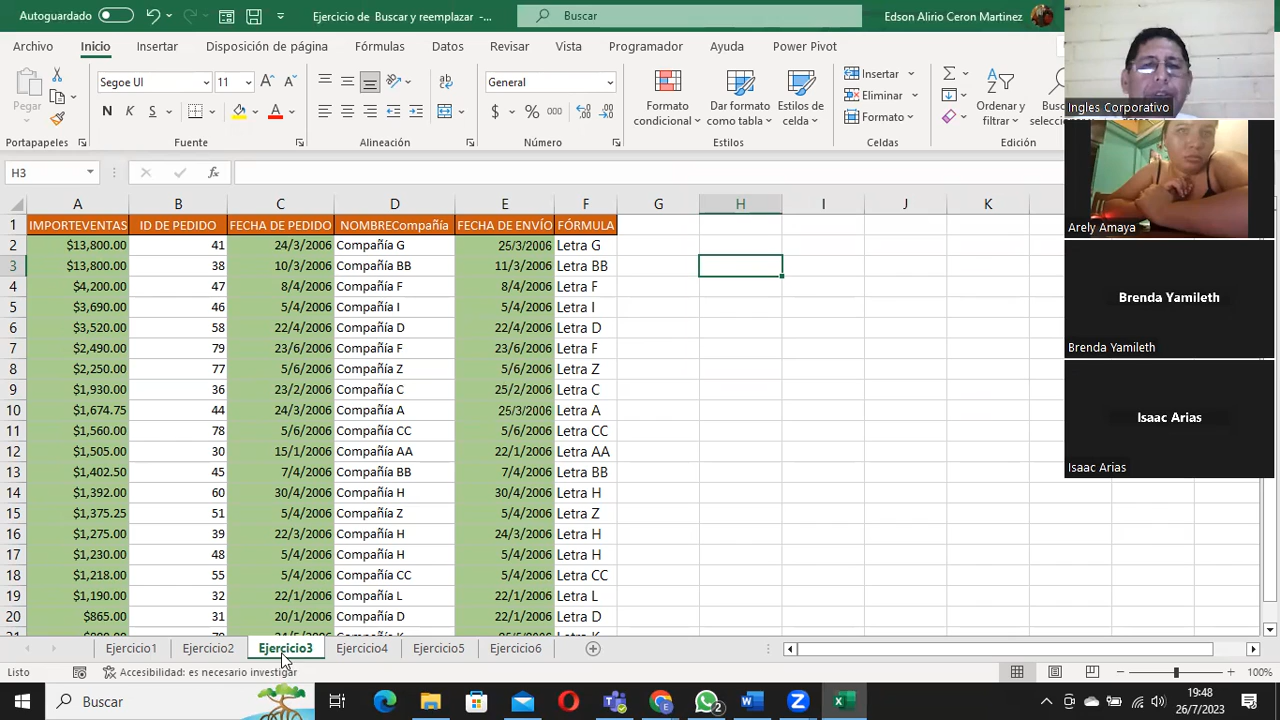 Autoguardado Ejercicio de Buscar y reemplazar -... Buscar Edson Alirio Ceron Martinez
Archivo Inicio Insertar Disposición de página Fórmulas Datos Revisar Vista Programador Ayuda Power Pivot
Pegar Segoe UI 11 General Formato condicional Dar formato como tabla Estilos de celda Insertar Eliminar Formato Ordenar y filtrar
N K S $ % 000
Portapapeles Fuente Alineación Número Estilos Celdas Edición
H3 fx
A B C D E F G H I J K
1 IMPORTEVENTAS ID DE PEDIDO FECHA DE PEDIDO NOMBRECompañía FECHA DE ENVÍO FÓRMULA
2 $13,800.00 41 24/3/2006 Compañía G 25/3/2006 Letra G
3 $13,800.00 38 10/3/2006 Compañía BB 11/3/2006 Letra BB
4 $4,200.00 47 8/4/2006 Compañía F 8/4/2006 Letra F
5 $3,690.00 46 5/4/2006 Compañía I 5/4/2006 Letra I
6 $3,520.00 58 22/4/2006 Compañía D 22/4/2006 Letra D
7 $2,490.00 79 23/6/2006 Compañía F 23/6/2006 Letra F
8 $2,250.00 77 5/6/2006 Compañía Z 5/6/2006 Letra Z
9 $1,930.00 36 23/2/2006 Compañía C 25/2/2006 Letra C
10 $1,674.75 44 24/3/2006 Compañía A 25/3/2006 Letra A
11 $1,560.00 78 5/6/2006 Compañía CC 5/6/2006 Letra CC
12 $1,505.00 30 15/1/2006 Compañía AA 22/1/2006 Letra AA
13 $1,402.50 45 7/4/2006 Compañía BB 7/4/2006 Letra BB
14 $1,392.00 60 30/4/2006 Compañía H 30/4/2006 Letra H
15 $1,375.25 51 5/4/2006 Compañía Z 5/4/2006 Letra Z
16 $1,275.00 39 22/3/2006 Compañía H 24/3/2006 Letra H
17 $1,230.00 48 5/4/2006 Compañía H 5/4/2006 Letra H
18 $1,218.00 55 5/4/2006 Compañía CC 5/4/2006 Letra CC
19 $1,190.00 32 22/1/2006 Compañía L 22/1/2006 Letra L
20 $865.00 31 20/1/2006 Compañía D 22/1/2006 Letra D
Ejercicio1 Ejercicio2 Ejercicio3 Ejercicio4 Ejercicio5 Ejercicio6
Listo Accesibilidad: es necesario investigar 100%
Buscar 2 19:48
26/7/2023
Ingles Corporativo
Arely Amaya
Brenda Yamileth
Brenda Yamileth
Isaac Arias
Isaac Arias